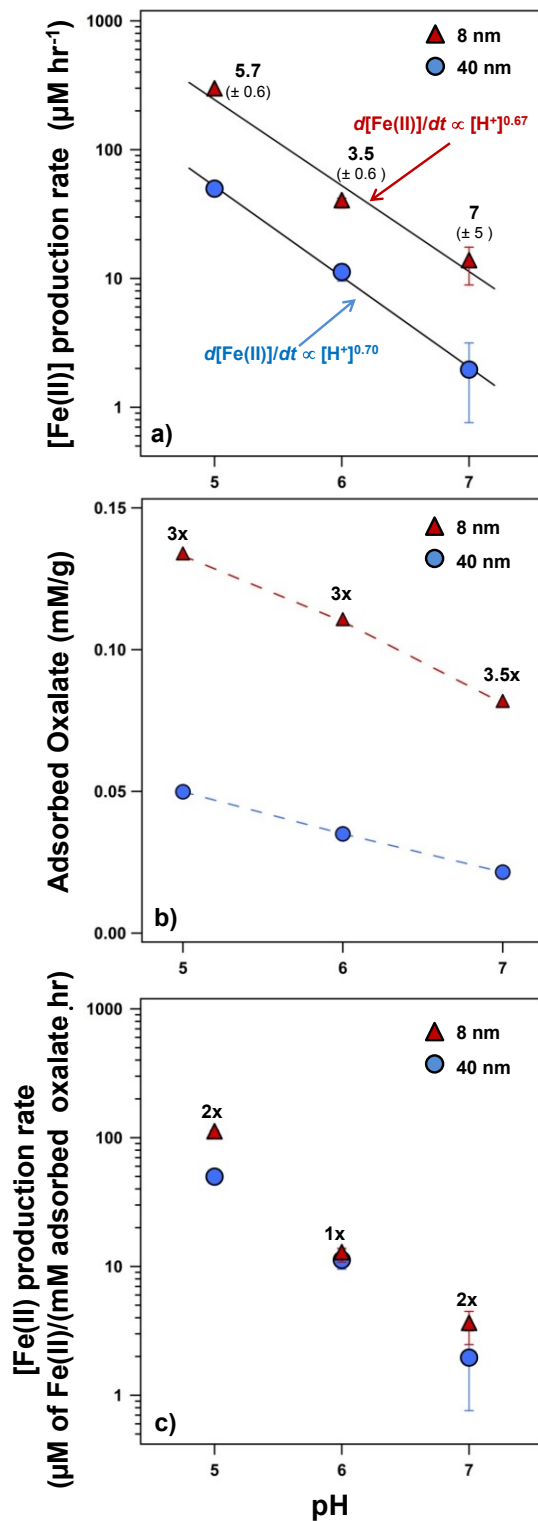 [Fe(II)] production rate (µM hr⁻¹)
1000
100
10
1
8 nm
40 nm
5.7
(± 0.6)
d[Fe(II)]/dt ∝ [H⁺]⁰·⁶⁷
3.5
(± 0.6 )
7
(± 5 )
d[Fe(II)]/dt ∝ [H⁺]⁰·⁷⁰
a)
5 6 7
Adsorbed Oxalate (mM/g)
0.15
0.10
0.05
0.00
8 nm
40 nm
3x
3x
3.5x
b)
5 6 7
[Fe(II) production rate
(µM of Fe(II)/(mM adsorbed oxalate hr)
1000
100
10
1
8 nm
40 nm
2x
1x
2x
c)
5 6 7
pH